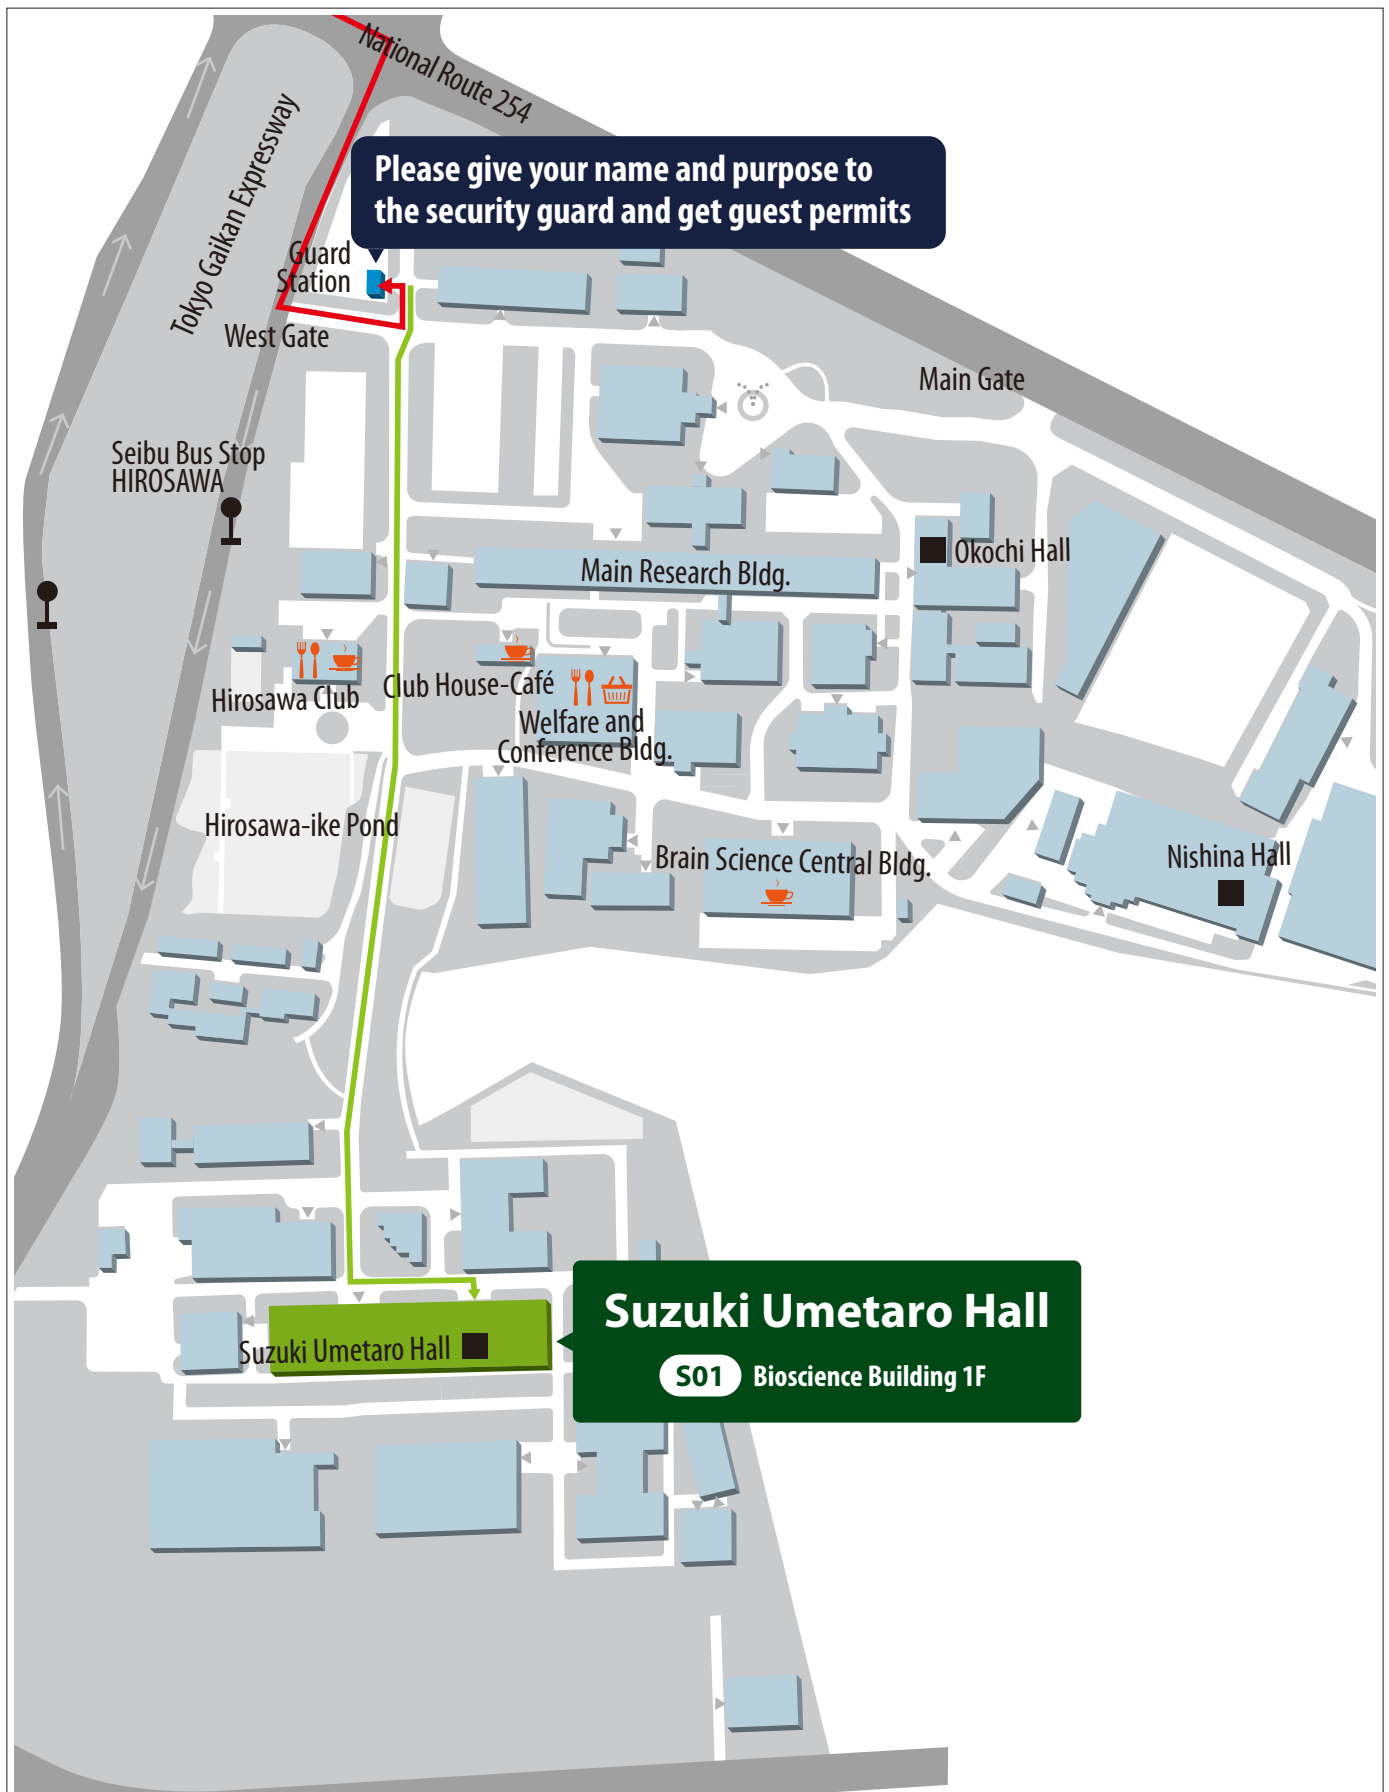 National Route 254
Tokyo Gaikan Expressway
Please give your name and purpose to
the security guard and get guest permits
Guard
Station
West Gate
Main Gate
Seibu Bus Stop
HIROSAWA
Okochi Hall
Main Research Bldg.
Hirosawa Club
Club House-Café
Welfare and
Conference Bldg.
Hirosawa-ike Pond
Brain Science Central Bldg.
Nishina Hall
Suzuki Umetaro Hall
S01 Bioscience Building 1F
Suzuki Umetaro Hall